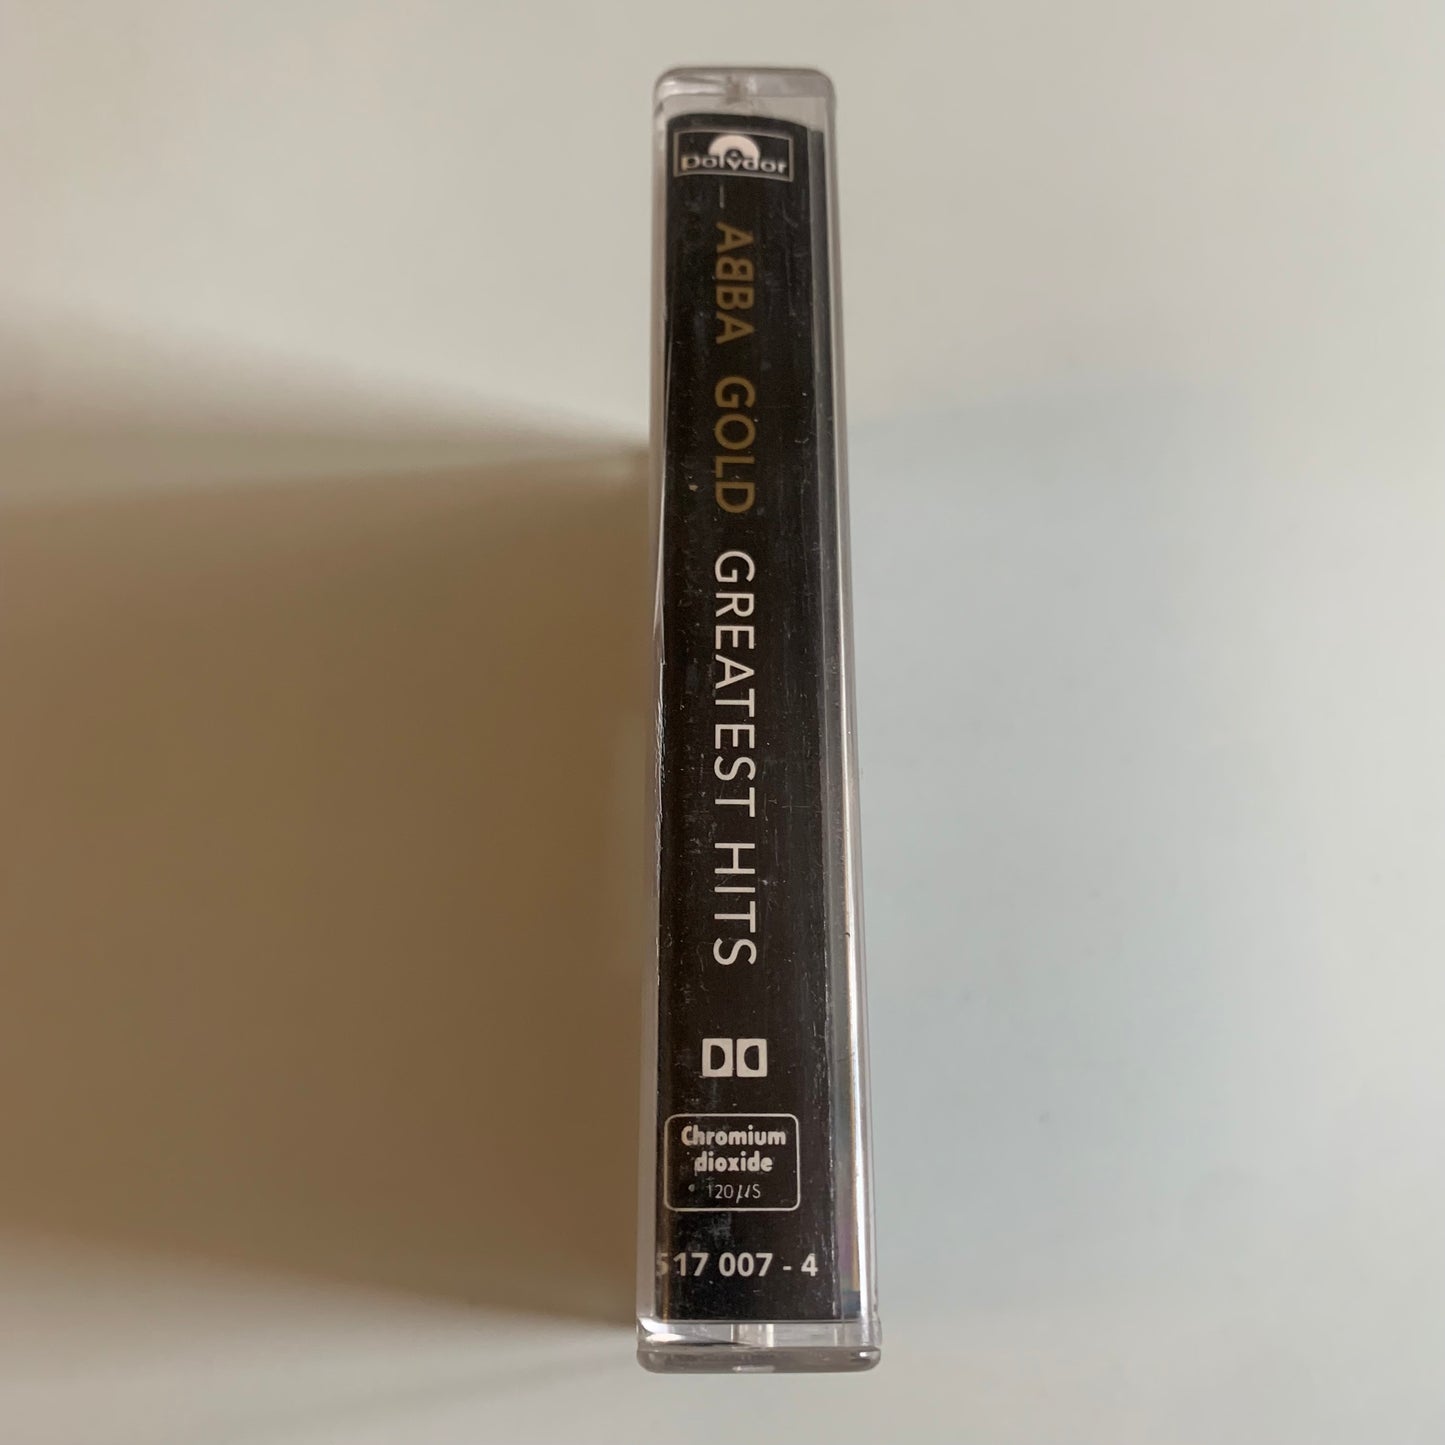 polydor
ABBA GOLD GREATEST HITS
Chromium
dioxide
120 µS
517 007 - 4